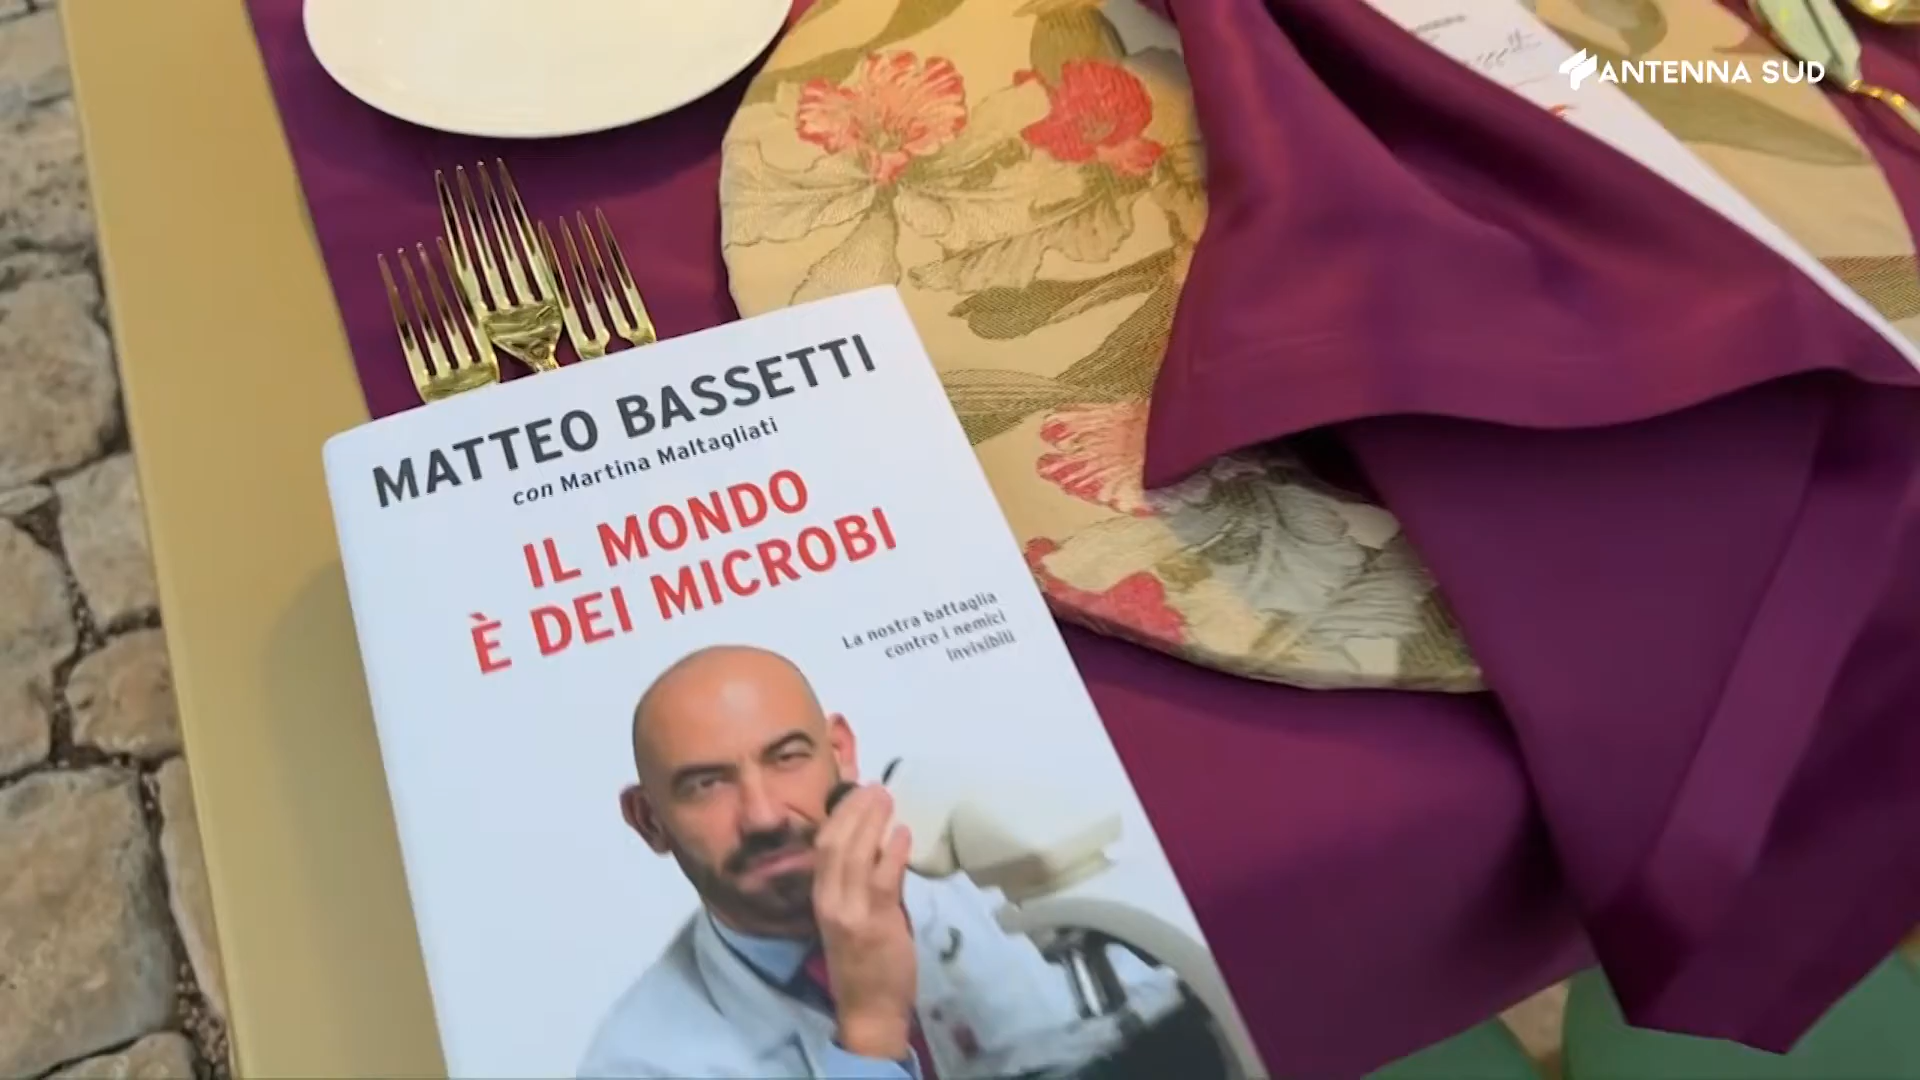 ANTENNA SUD
MATTEO BASSETTI
con Martina Maltagliati
IL MONDO
È DEI MICROBI
La nostra battaglia
contro i nemici
invisibili